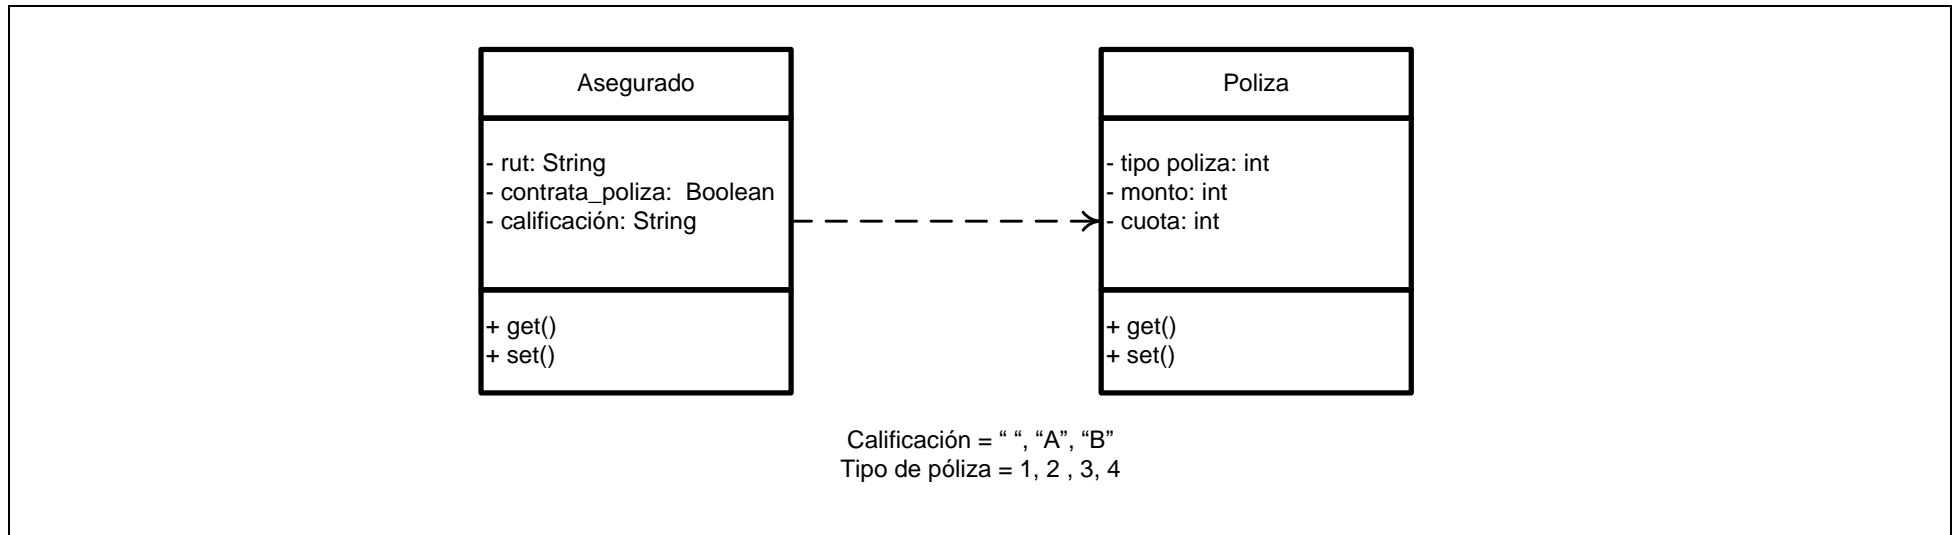 Asegurado
- rut: String
- contrata_poliza:  Boolean
- calificación: String
+ get()
+ set()
Poliza
- tipo poliza: int
- monto: int
- cuota: int
+ get()
+ set()
Calificación = “ “, “A”, “B”
Tipo de póliza = 1, 2 , 3, 4